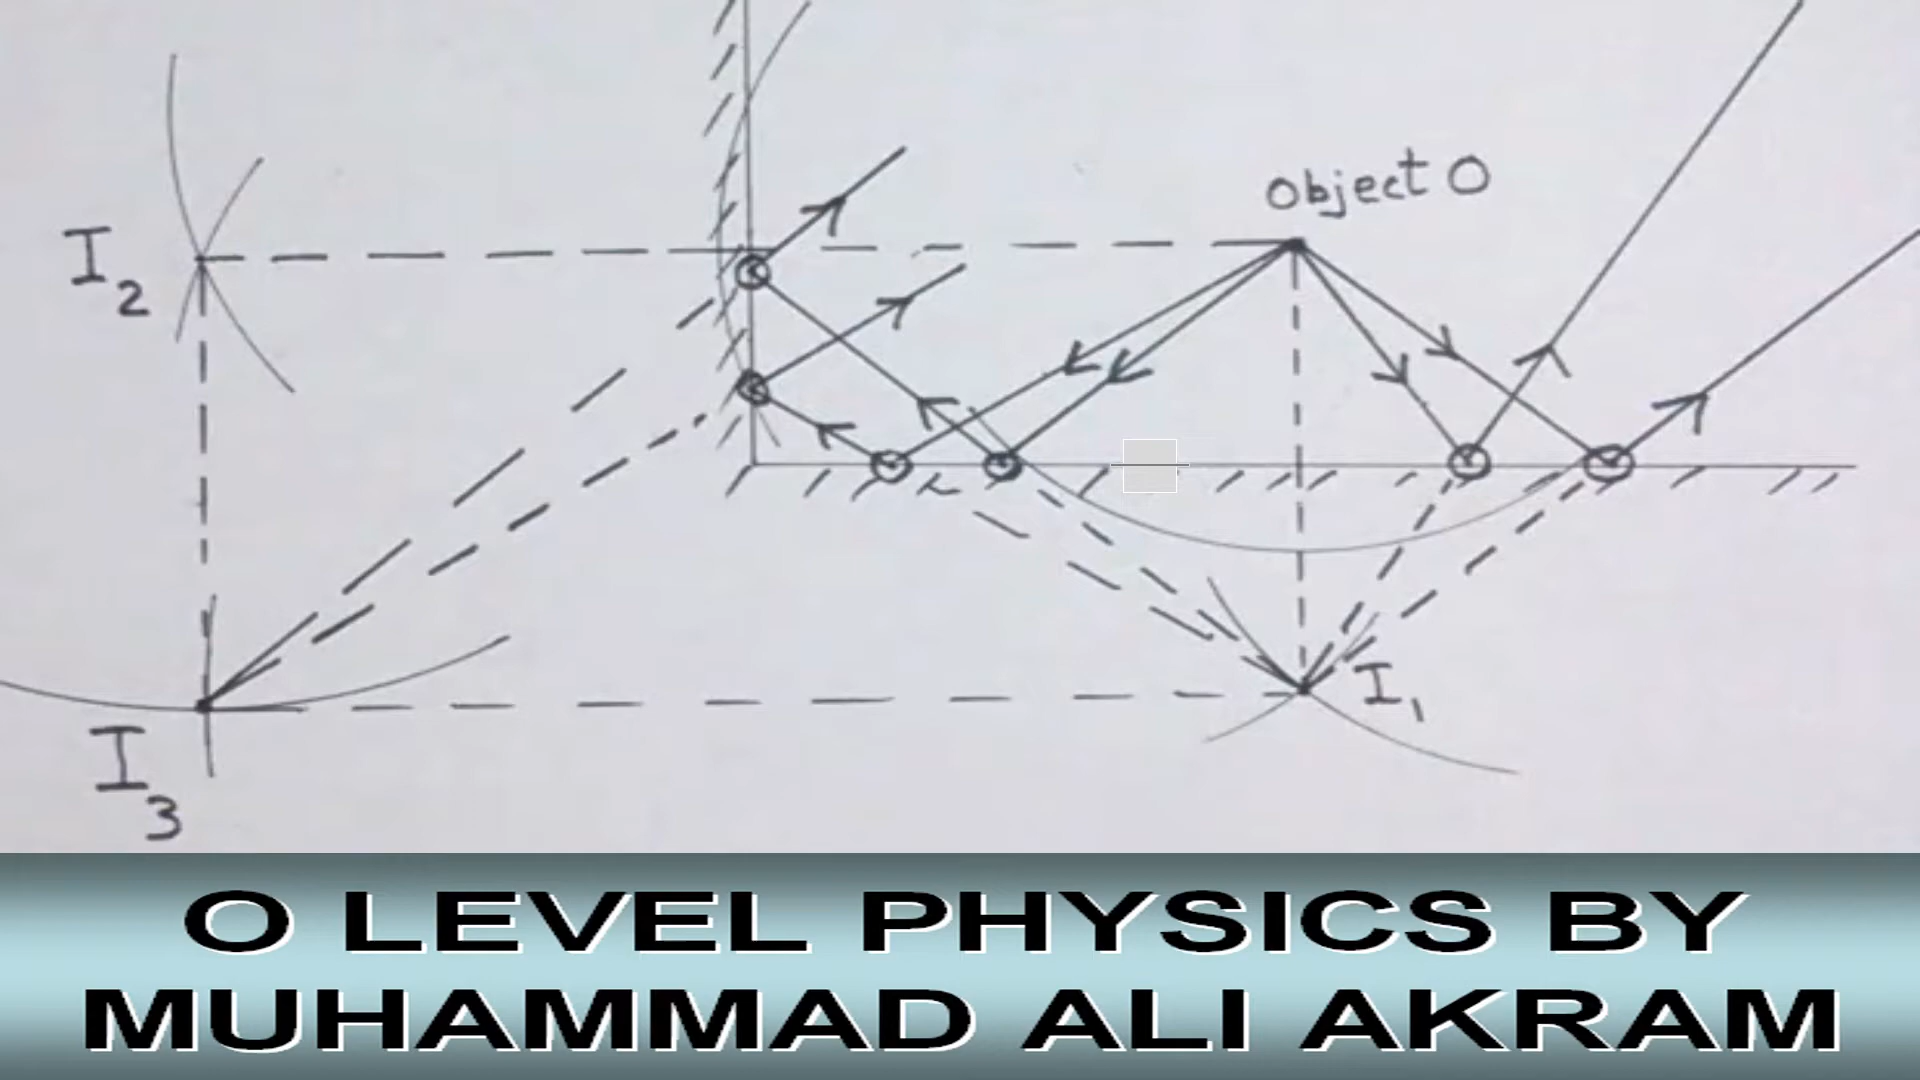 Object O
I2
I1
I3
O LEVEL PHYSICS BY
MUHAMMAD ALI AKRAM